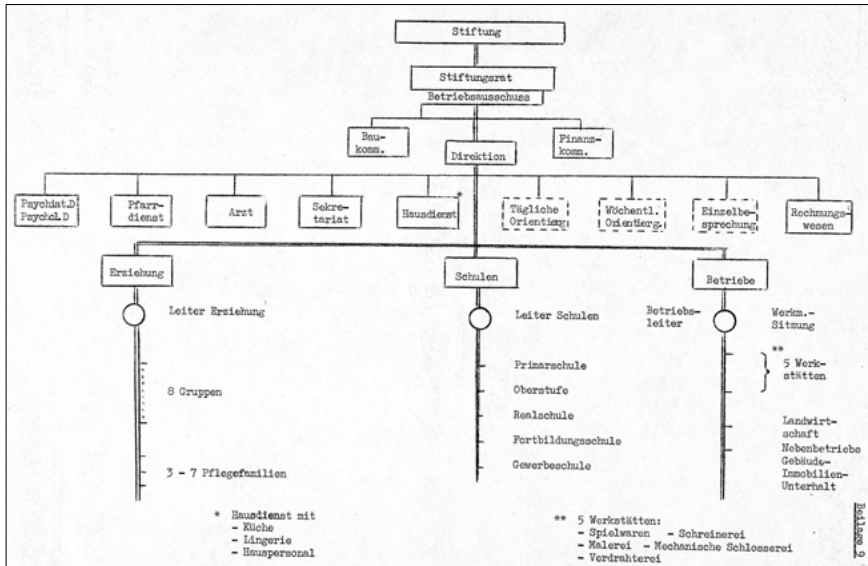 Stiftung
Stiftungsrat
Betriebsausschuss
Bau-
komm.
Finanz-
komm.
Direktion
Psychiat.D
Psychol.D
Pfarr-
dienst
Arzt
Sekre-
tariat
Hausdienst
*
Tägliche
Orientierg.
Wöchentl.
Orientierg.
Einzelbe-
sprechung
Rechnungs-
wesen
Erziehung
Schulen
Betriebe
Leiter Erziehung
Leiter Schulen
Betriebs-
leiter
Werkm.-
Sitzung
8 Gruppen
3 - 7 Pflegefamilien
Primarschule
Oberstufe
Realschule
Fortbildungsschule
Gewerbeschule
**
5 Werk-
stätten
Landwirt-
schaft
Nebenbetriebe
Gebäude-
Immobilien-
Unterhalt
* Hausdienst mit
- Küche
- Lingerie
- Hauspersonal
** 5 Werkstätten:
- Spielwaren - Schreinerei
- Malerei - Mechanische Schlosserei
- Verdrahterei
Beilage 2